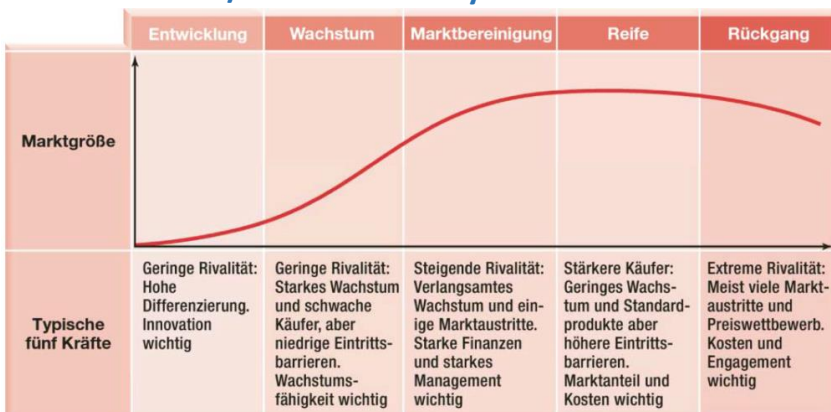 Entwicklung
Wachstum
Marktbereinigung
Reife
Rückgang
Marktgröße
Typische
fünf Kräfte
Geringe Rivalität:
Hohe
Differenzierung.
Innovation
wichtig
Geringe Rivalität:
Starkes Wachstum
und schwache
Käufer, aber
niedrige Eintritts-
barrieren.
Wachstums-
fähigkeit wichtig
Steigende Rivalität:
Verlangsamtes
Wachstum und ein-
ige Marktaustritte.
Starke Finanzen
und starkes
Management
wichtig
Stärkere Käufer:
Geringes Wachs-
tum und Standard-
produkte aber
höhere Eintritts-
barrieren.
Marktanteil und
Kosten wichtig
Extreme Rivalität:
Meist viele Markt-
austritte und
Preiswettbewerb.
Kosten und
Engagement
wichtig